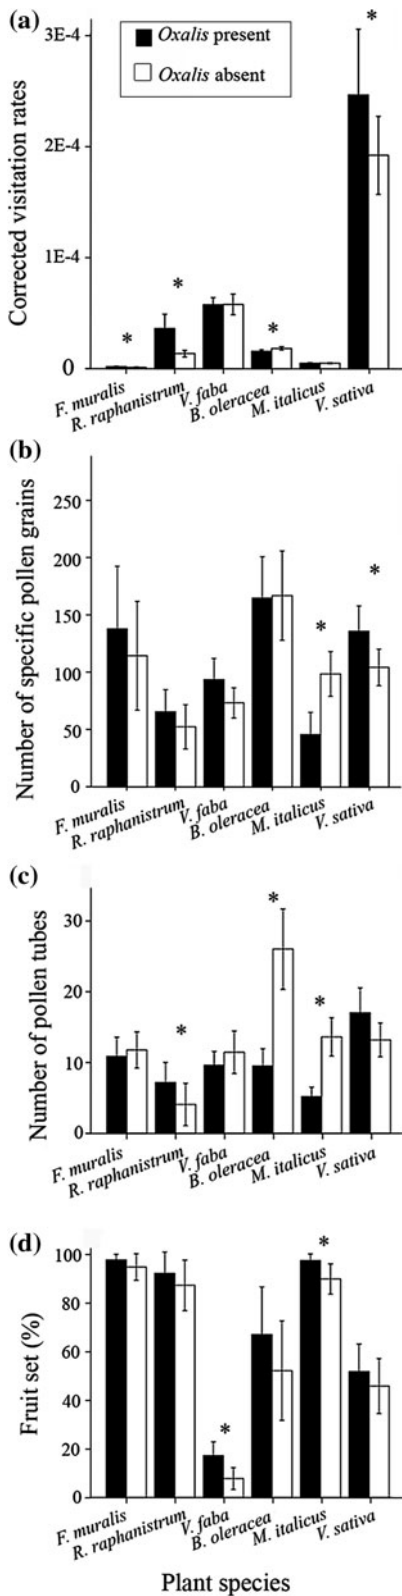 (a)
Corrected visitation rates
3E-4
2E-4
1E-4
0
Oxalis present
Oxalis absent
*
*
*
*
F. muralis
R. raphanistrum
V. faba
B. oleracea
M. italicus
V. sativa
(b)
Number of specific pollen grains
250
200
150
100
50
0
*
*
F. muralis
R. raphanistrum
V. faba
B. oleracea
M. italicus
V. sativa
(c)
Number of pollen tubes
30
20
10
0
*
*
*
F. muralis
R. raphanistrum
V. faba
B. oleracea
M. italicus
V. sativa
(d)
Fruit set (%)
100
80
60
40
20
0
*
*
F. muralis
R. raphanistrum
V. faba
B. oleracea
M. italicus
V. sativa
Plant species